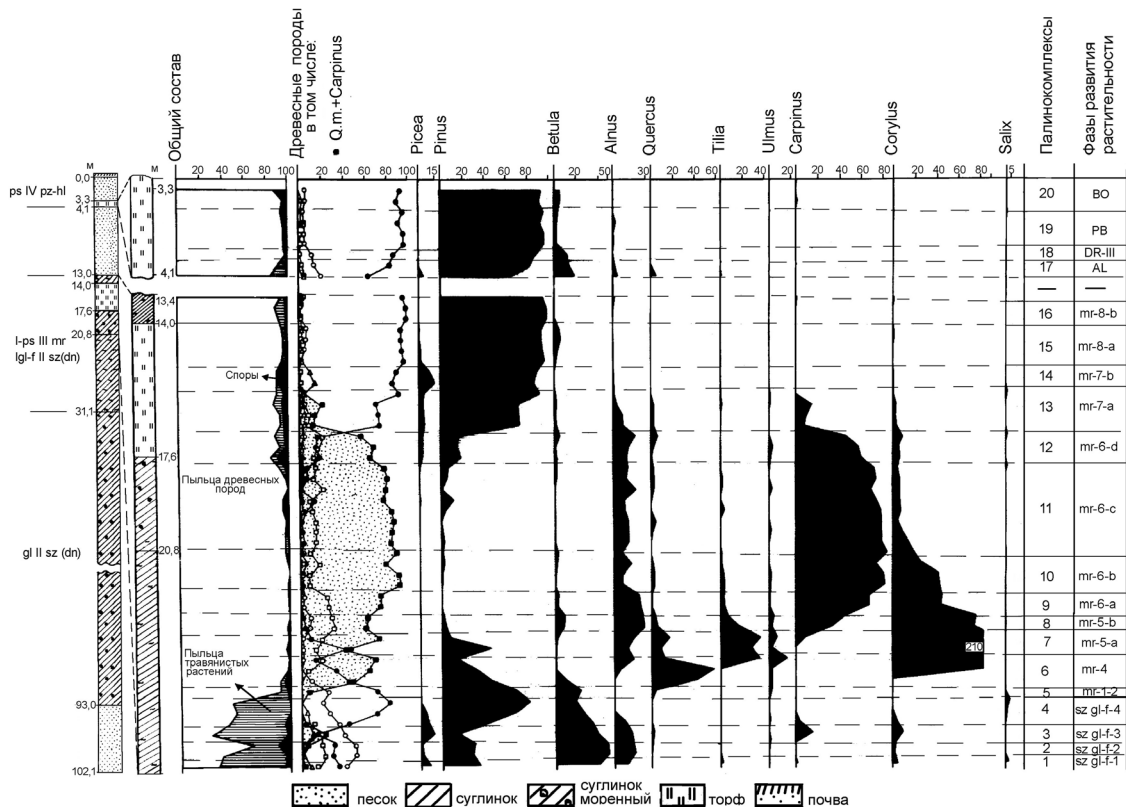 Общий состав
Древесные породы
в том числе:
• Q.m.+Carpinus
Picea
Pinus
Betula
Alnus
Quercus
Tilia
Ulmus
Carpinus
Corylus
Salix
Палинокомплексы
Фазы развития
растительности
м
м
20 40 60 80 100
20 40 60 80 100
15
20 40 60 80 100
20 40
50
30
20 40 60
20 40
20
20 40 60 80
20 40 60 80
5
0,0
3,3
4,1
13,0
14,0
17,6
20,8
31,1
93,0
102,1
3,3
4,1
13,4
14,0
17,6
20,8
ps IV pz-hl
l-ps III mr
lgl-f II sz(dn)
gl II sz (dn)
Споры
Пыльца древесных
пород
Пыльца
травянистых
растений
210
20 BO
19 PB
18 DR-III
17 AL
— —
16 mr-8-b
15 mr-8-a
14 mr-7-b
13 mr-7-a
12 mr-6-d
11 mr-6-c
10 mr-6-b
9 mr-6-a
8 mr-5-b
7 mr-5-a
6 mr-4
5 mr-1-2
4 sz gl-f-4
3 sz gl-f-3
2 sz gl-f-2
1 sz gl-f-1
песок
суглинок
суглинок
моренный
торф
почва